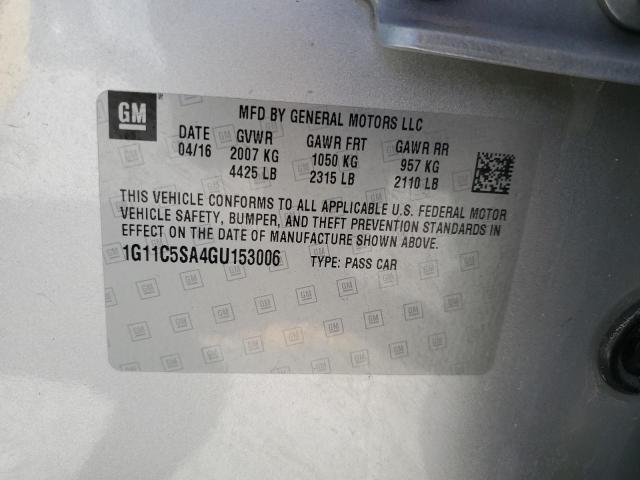 GM
MFD BY GENERAL MOTORS LLC
DATE GVWR GAWR FRT GAWR RR
04/16 2007 KG 1050 KG 957 KG
4425 LB 2315 LB 2110 LB
THIS VEHICLE CONFORMS TO ALL APPLICABLE U.S. FEDERAL MOTOR
VEHICLE SAFETY, BUMPER, AND THEFT PREVENTION STANDARDS IN
EFFECT ON THE DATE OF MANUFACTURE SHOWN ABOVE.
1G11C5SA4GU153006 TYPE: PASS CAR